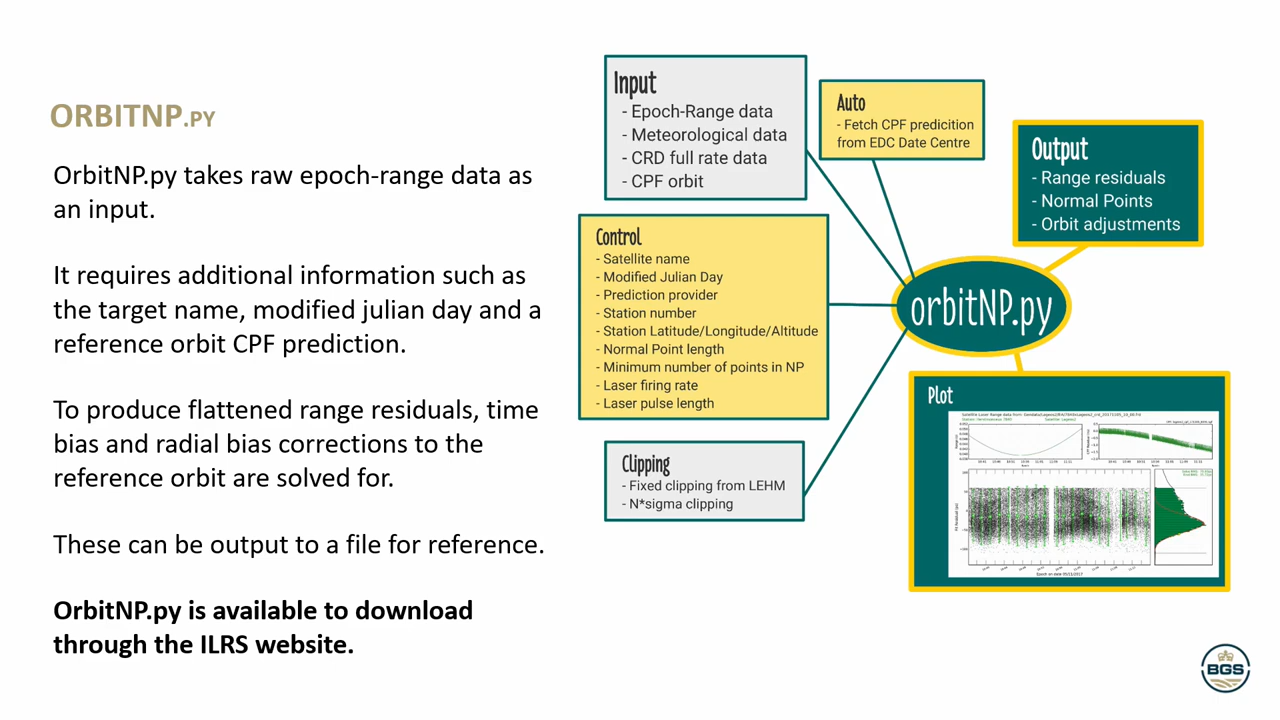 ORBITNP.PY
OrbitNP.py takes raw epoch-range data as
an input.
It requires additional information such as
the target name, modified julian day and a
reference orbit CPF prediction.
To produce flattened range residuals, time
bias and radial bias corrections to the
reference orbit are solved for.
These can be output to a file for reference.
OrbitNP.py is available to download
through the ILRS website.
Input
- Epoch-Range data
- Meteorological data
- CRD full rate data
- CPF orbit
Auto
- Fetch CPF predicition
from EDC Date Centre
Output
- Range residuals
- Normal Points
- Orbit adjustments
Control
- Satellite name
- Modified Julian Day
- Prediction provider
- Station number
- Station Latitude/Longitude/Altitude
- Normal Point length
- Minimum number of points in NP
- Laser firing rate
- Laser pulse length
orbitNP.py
Clipping
- Fixed clipping from LEHM
- N*sigma clipping
Plot
BGS